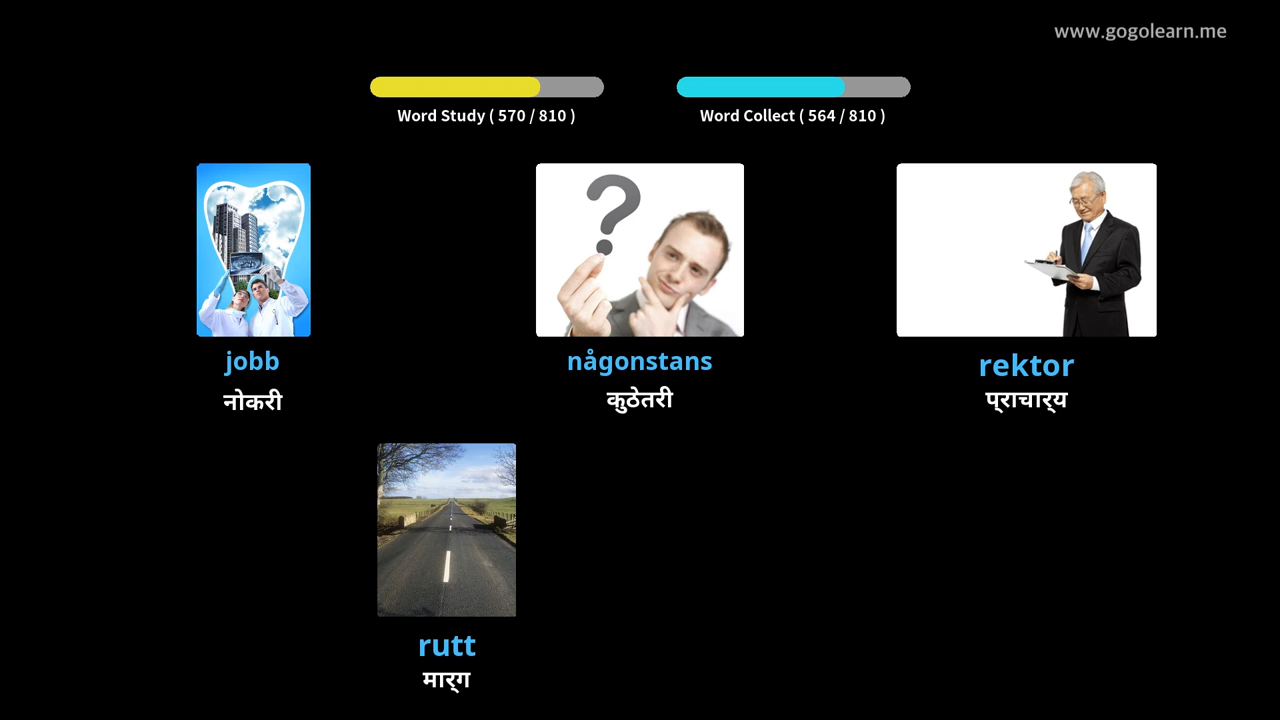 www.gogolearn.me
Word Study ( 570 / 810 )
Word Collect ( 564 / 810 )
jobb
नोकरी
någonstans
कुठेतरी
rektor
प्राचार्य
rutt
मार्ग